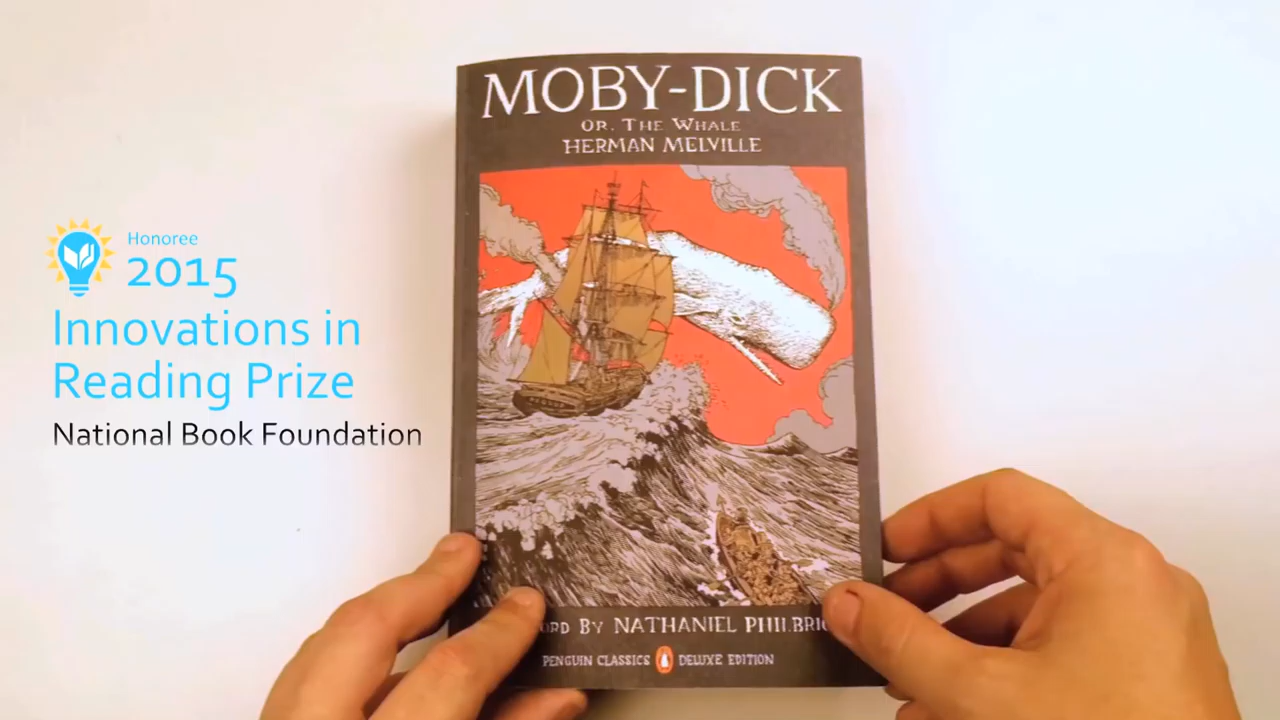 Honoree
2015
Innovations in
Reading Prize
National Book Foundation
MOBY-DICK
OR, THE WHALE
HERMAN MELVILLE
BY NATHANIEL
PENGUIN CLASSICS DELUXE EDITION